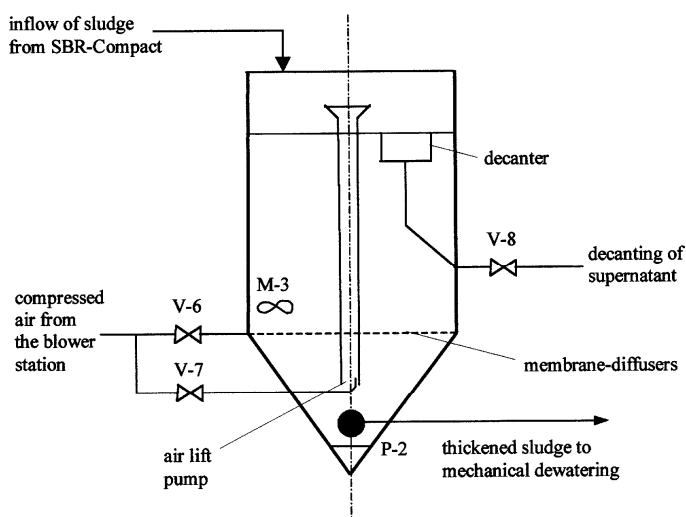 inflow of sludge
from SBR-Compact
decanter
V-8
decanting of
supernatant
M-3
compressed
air from
the blower
station
V-6
V-7
membrane-diffusers
P-2
thickened sludge to
mechanical dewatering
air lift
pump